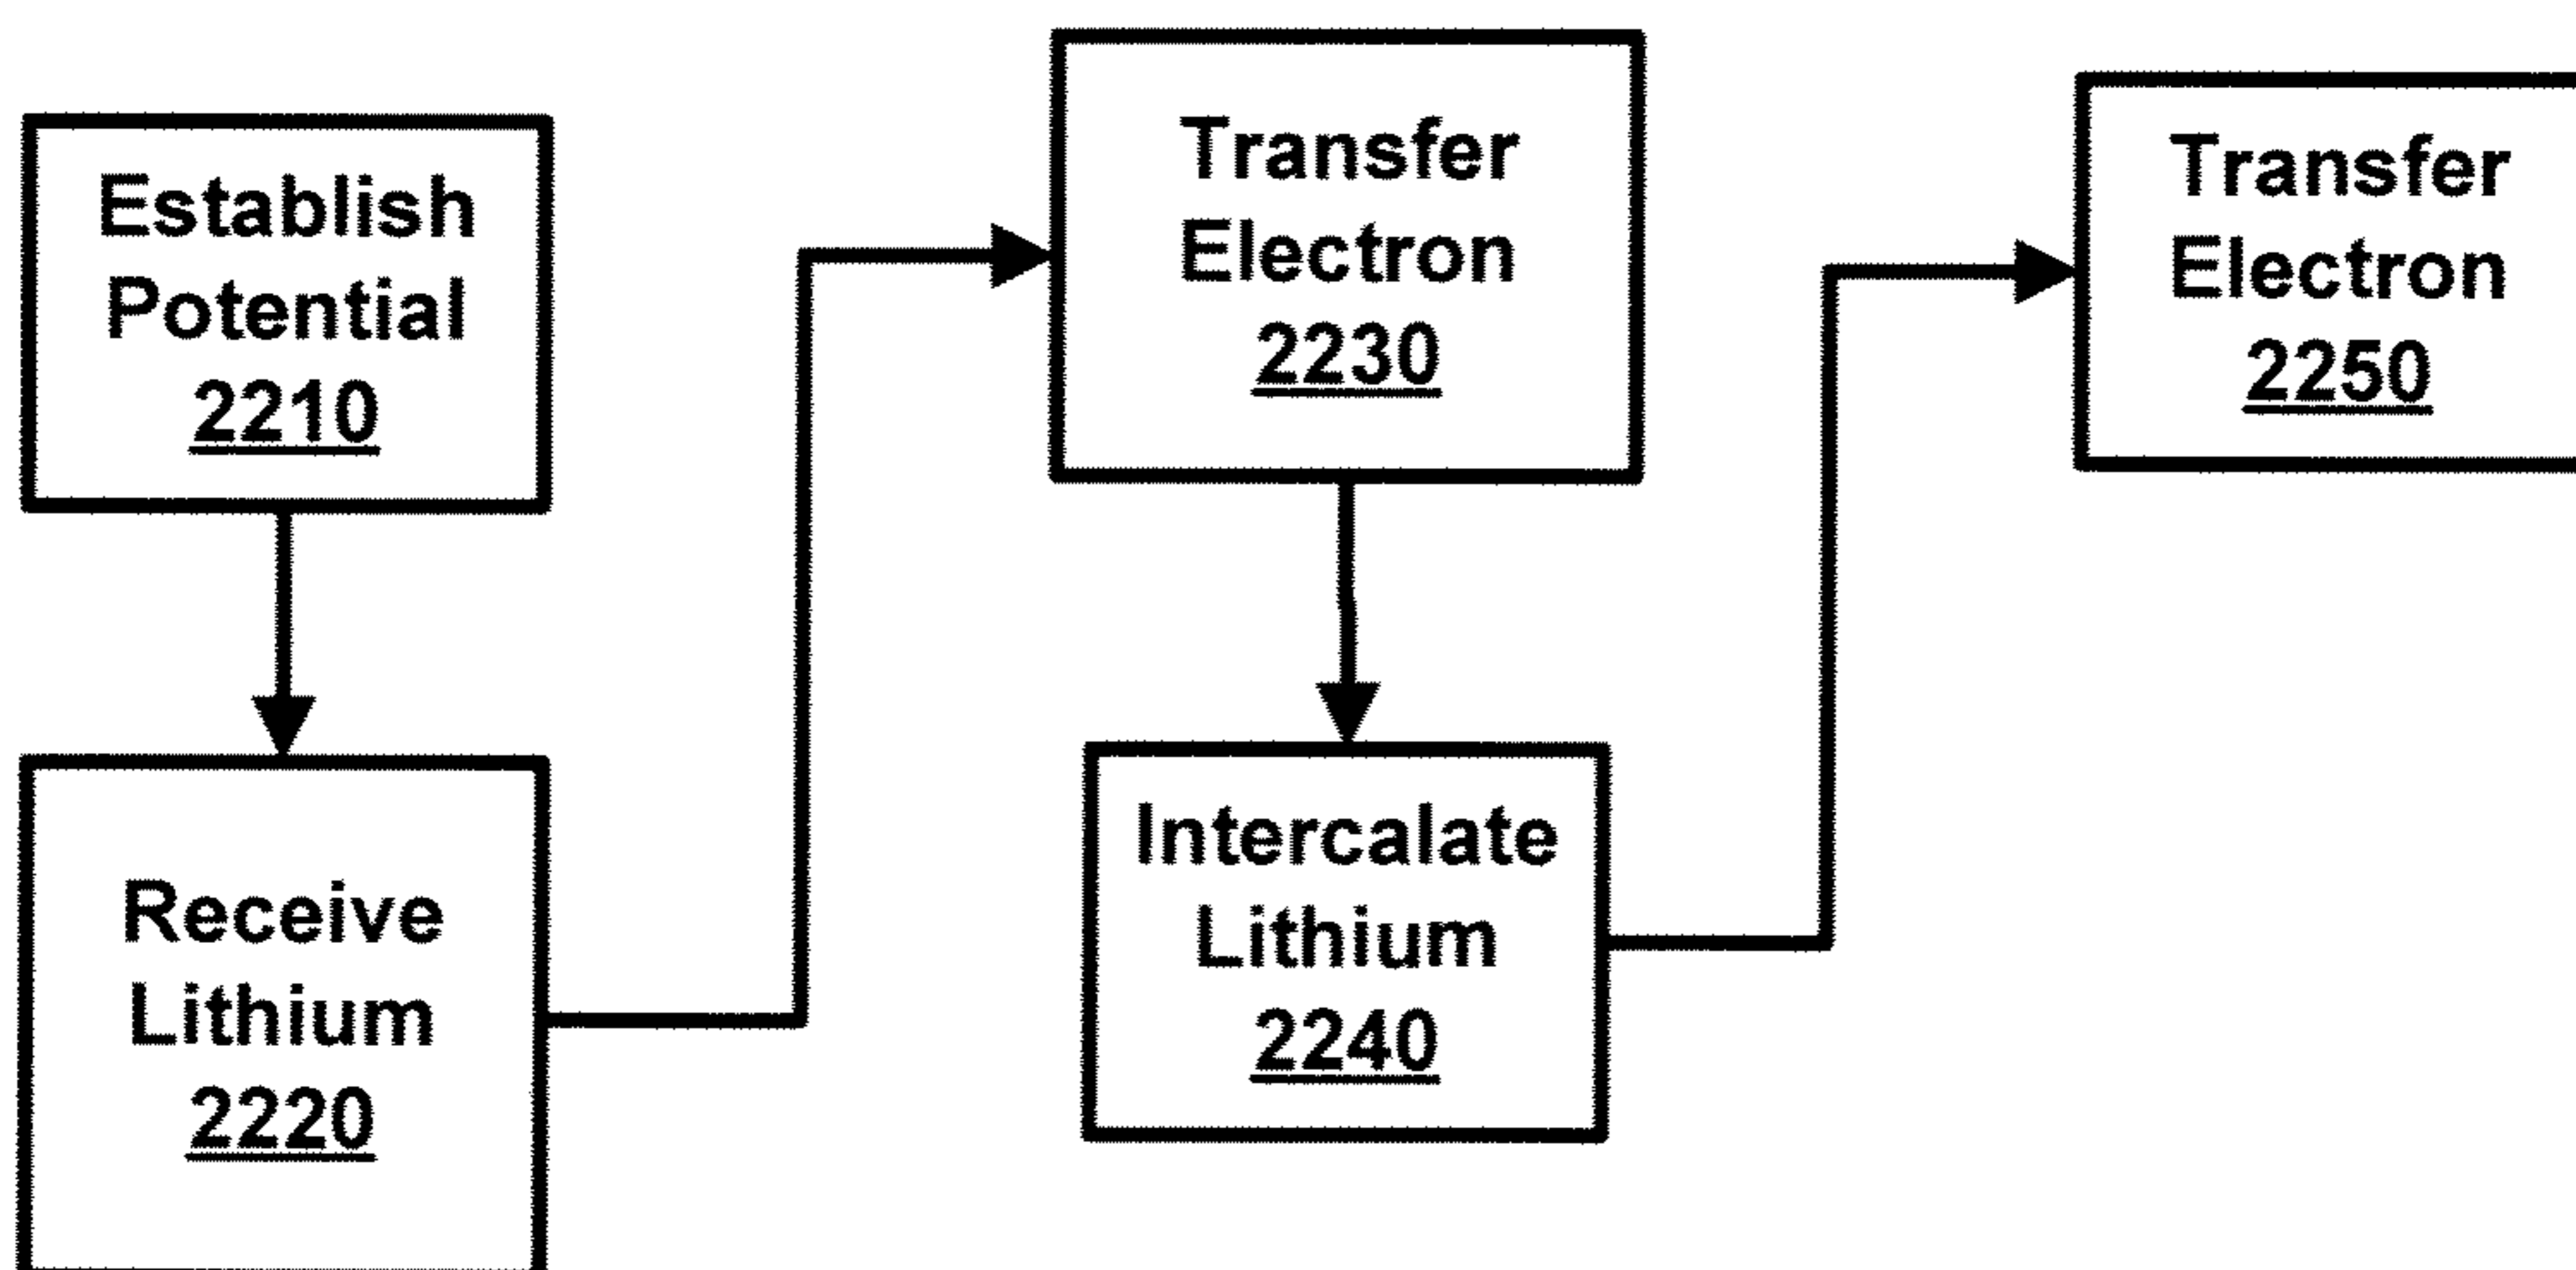 Establish
Potential
2210
Receive
Lithium
2220
Transfer
Electron
2230
Intercalate
Lithium
2240
Transfer
Electron
2250